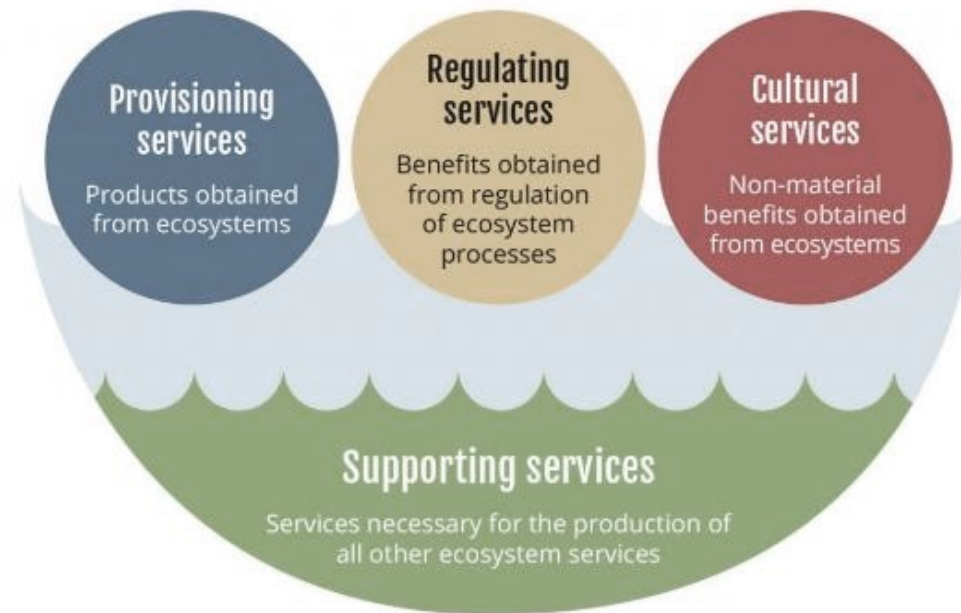 Provisioning
services
Products obtained
from ecosystems
Regulating
services
Benefits obtained
from regulation
of ecosystem
processes
Cultural
services
Non-material
benefits obtained
from ecosystems
Supporting services
Services necessary for the production of
all other ecosystem services